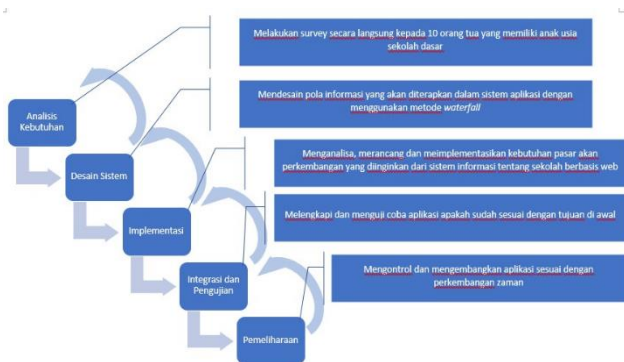 Melakukan survey secara langsung kepada 10 orang tua yang memiliki anak usia
sekolah dasar
Analisis
Kebutuhan
Mendesain pola informasi yang akan diterapkan dalam sistem aplikasi dengan
menggunakan metode waterfall
Desain Sistem
Menganalisa, merancang dan meimplementasikan kebutuhan pasar akan
perkembangan yang diinginkan dari sistem informasi tentang sekolah berbasis web
Implementasi
Melengkapi dan menguji coba aplikasi apakah sudah sesuai dengan tujuan di awal
Integrasi dan
Pengujian
Mengontrol dan mengembangkan aplikasi sesuai dengan
perkembangan zaman
Pemeliharaan